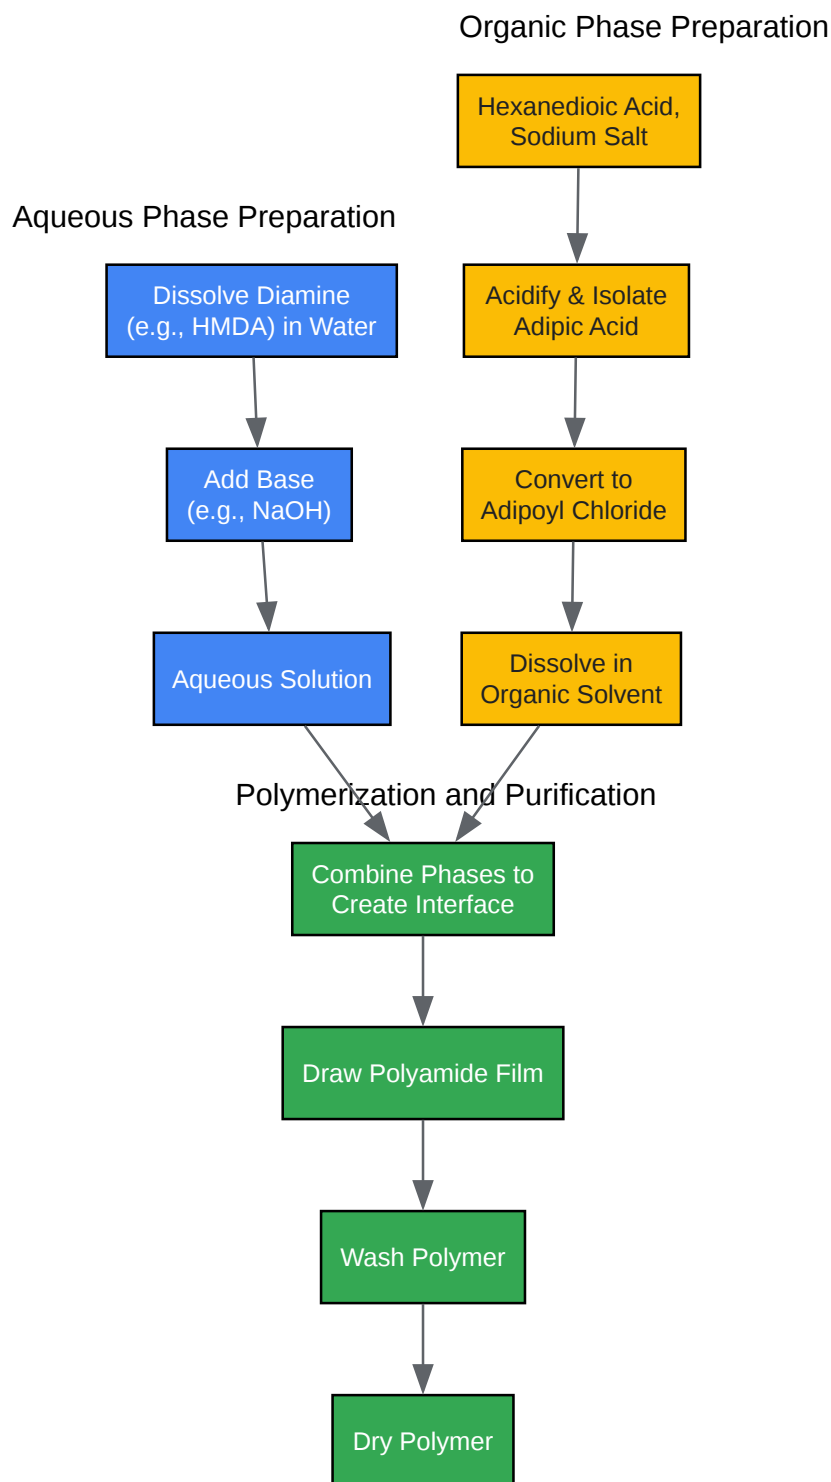 Organic Phase Preparation
Hexanedioic Acid,
Sodium Salt
Aqueous Phase Preparation
Dissolve Diamine
(e.g., HMDA) in Water
Acidify & Isolate
Adipic Acid
Add Base
(e.g., NaOH)
Convert to
Adipoyl Chloride
Aqueous Solution
Dissolve in
Organic Solvent
Polymerization and Purification
Combine Phases to
Create Interface
Draw Polyamide Film
Wash Polymer
Dry Polymer